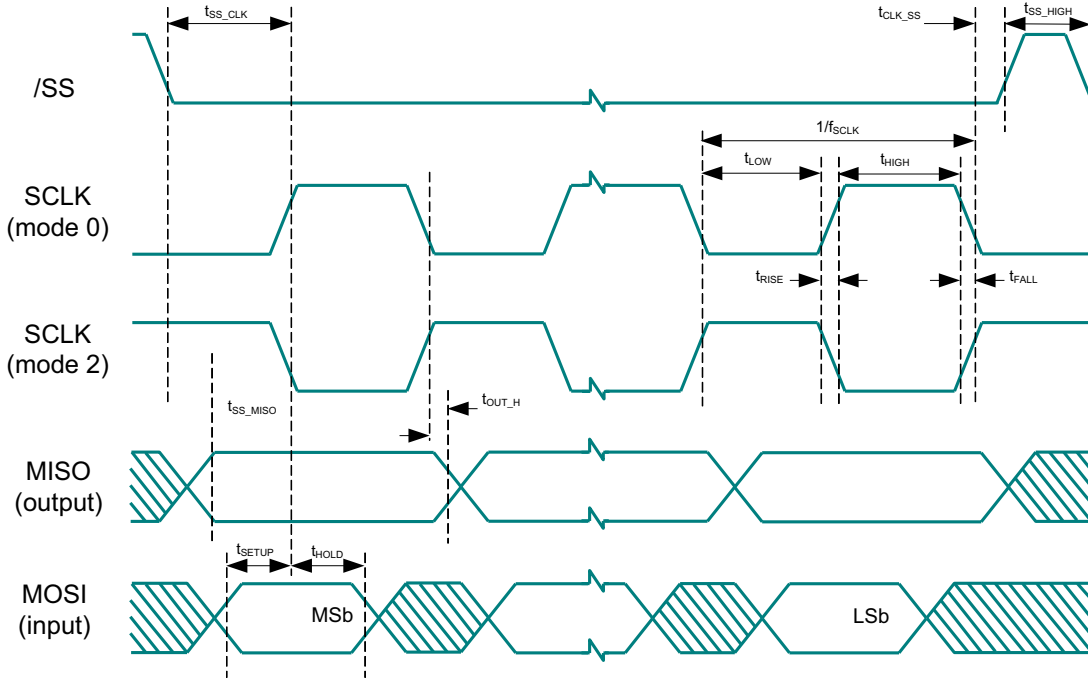 tSS_CLK
tCLK_SS
tSS_HIGH
/SS
1/fSCLK
tLOW
tHIGH
SCLK
(mode 0)
tRISE
tFALL
SCLK
(mode 2)
tSS_MISO
tOUT_H
MISO
(output)
tSETUP
tHOLD
MOSI
(input)
MSb
LSb